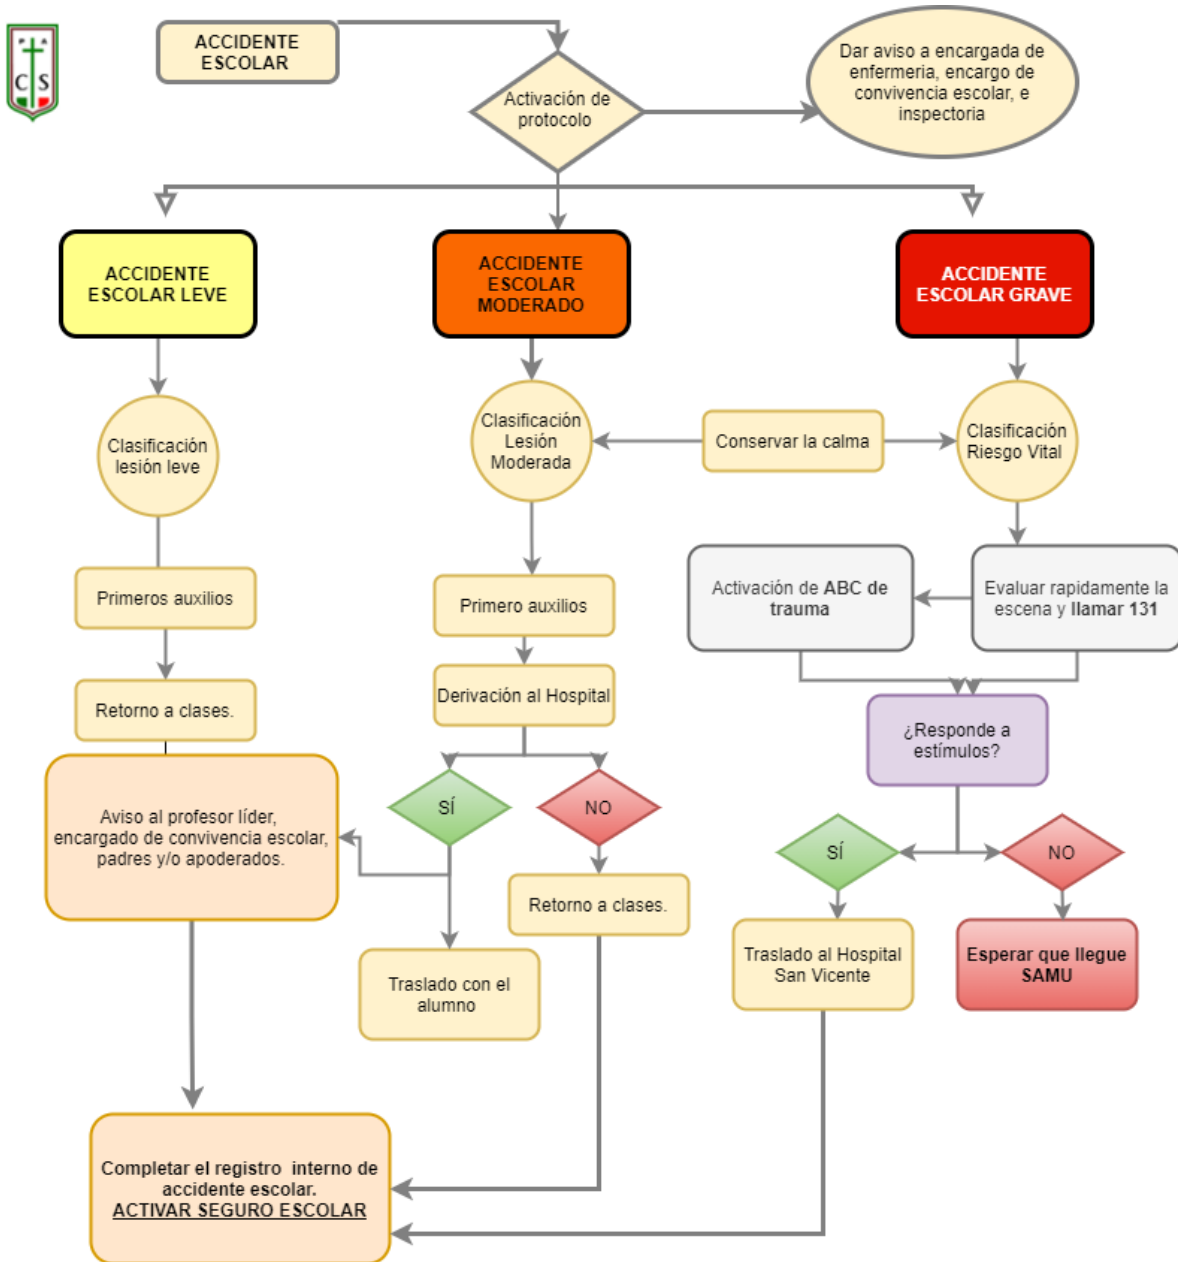 P A
C S
ACCIDENTE
ESCOLAR
Activación de
protocolo
Dar aviso a encargada de
enfermeria, encargo de
convivencia escolar, e
inspectoria
ACCIDENTE
ESCOLAR LEVE
ACCIDENTE
ESCOLAR
MODERADO
ACCIDENTE
ESCOLAR GRAVE
Clasificación
lesión leve
Clasificación
Lesión
Moderada
Conservar la calma
Clasificación
Riesgo Vital
Primeros auxilios
Primero auxilios
Activación de ABC de
trauma
Evaluar rapidamente la
escena y llamar 131
Retorno a clases.
Derivación al Hospital
¿Responde a
estímulos?
Aviso al profesor líder,
encargado de convivencia escolar,
padres y/o apoderados.
SÍ
NO
SÍ
NO
Retorno a clases.
Traslado con el
alumno
Traslado al Hospital
San Vicente
Esperar que llegue
SAMU
Completar el registro interno de
accidente escolar.
ACTIVAR SEGURO ESCOLAR